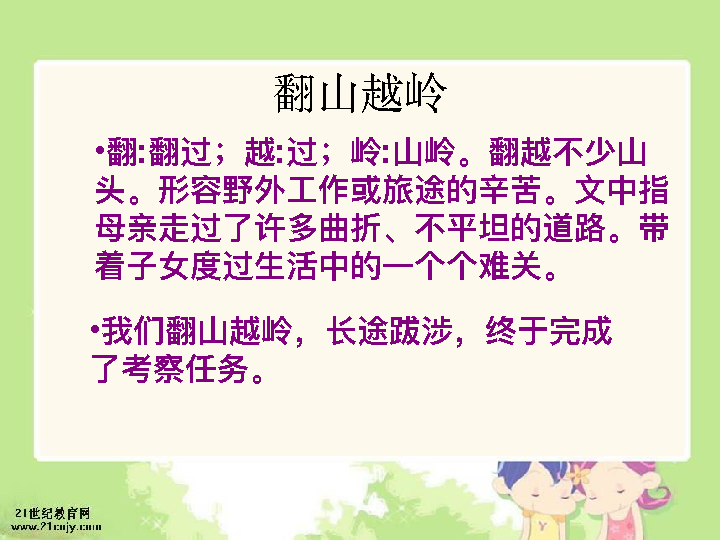 翻山越岭
•翻:翻过；越:过；岭:山岭。翻越不少山
头。形容野外工作或旅途的辛苦。文中指
母亲走过了许多曲折、不平坦的道路。带
着子女度过生活中的一个个难关。
•我们翻山越岭，长途跋涉，终于完成
了考察任务。
21世纪教育网
www.21cnjy.com